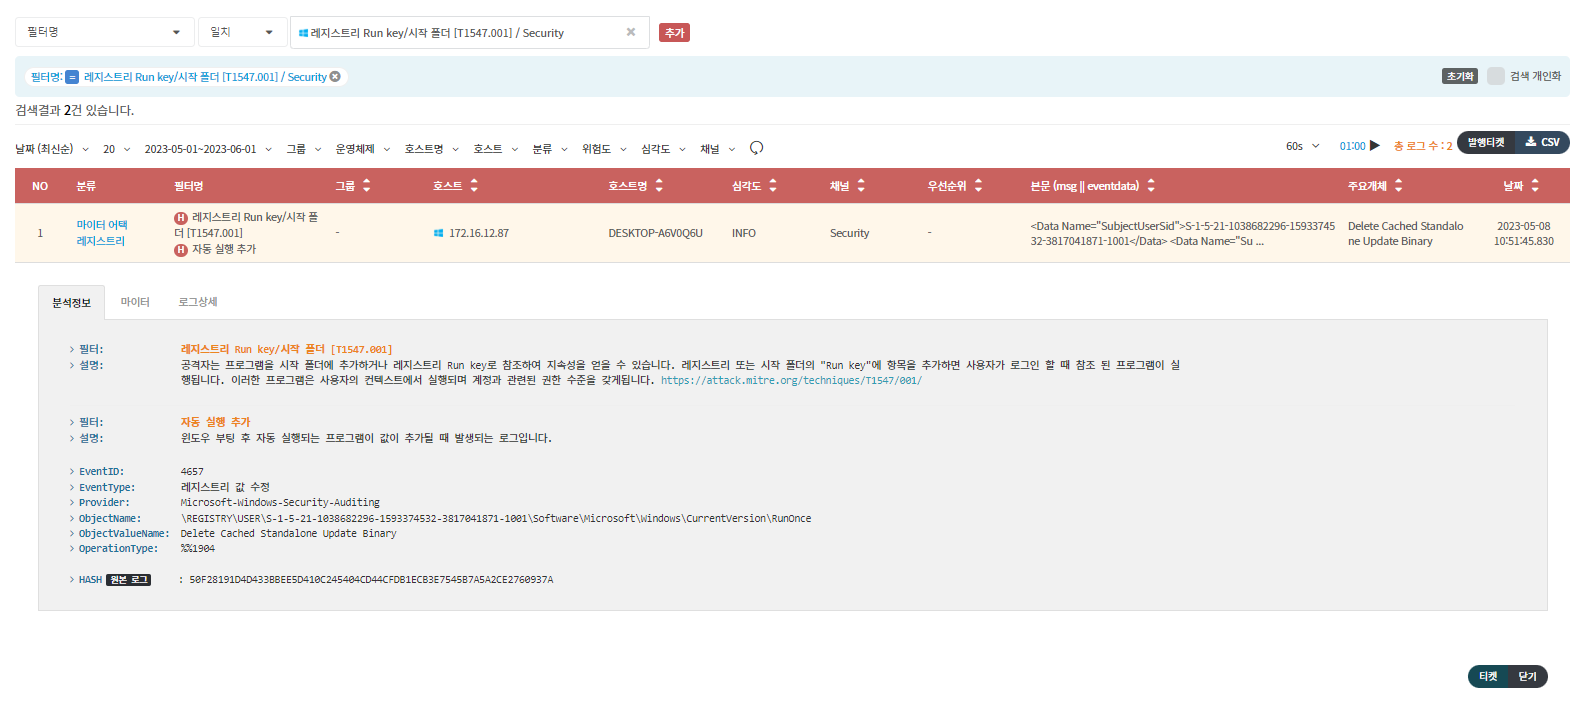 필터명 일치 레지스트리 Run key/시작 폴더 [T1547.001] / Security 추가
필터명: = 레지스트리 Run key/시작 폴더 [T1547.001] / Security 초기화 검색 개인화
검색결과 2건 있습니다.
날짜 (최신순) 20 2023-05-01~2023-06-01 그룹 운영체제 호스트명 호스트 분류 위험도 심각도 채널 60s 01:00 총 로그 수 : 2 발행티켓 CSV
NO 분류 필터명 그룹 호스트 호스트명 심각도 채널 우선순위 본문 (msg || eventdata) 주요개체 날짜
1 마이터 어택 레지스트리 H 레지스트리 Run key/시작 폴더 [T1547.001] H 자동 실행 추가 - 172.16.12.87 DESKTOP-A6V0Q6U INFO Security - <Data Name="SubjectUserSid">S-1-5-21-1038682296-1593374532-3817041871-1001</Data> <Data Name="Su ... Delete Cached Standalone Update Binary 2023-05-08 10:51:45.830
분석정보 마이터 로그상세
> 필터: 레지스트리 Run key/시작 폴더 [T1547.001]
> 설명: 공격자는 프로그램을 시작 폴더에 추가하거나 레지스트리 Run key로 참조하여 지속성을 얻을 수 있습니다. 레지스트리 또는 시작 폴더의 "Run key"에 항목을 추가하면 사용자가 로그인 할 때 참조 된 프로그램이 실
행됩니다. 이러한 프로그램은 사용자의 컨텍스트에서 실행되며 계정과 관련된 권한 수준을 갖게됩니다. https://attack.mitre.org/techniques/T1547/001/
> 필터: 자동 실행 추가
> 설명: 윈도우 부팅 후 자동 실행되는 프로그램이 값이 추가될 때 발생되는 로그입니다.
> EventID: 4657
> EventType: 레지스트리 값 수정
> Provider: Microsoft-Windows-Security-Auditing
> ObjectName: \REGISTRY\USER\S-1-5-21-1038682296-1593374532-3817041871-1001\Software\Microsoft\Windows\CurrentVersion\RunOnce
> ObjectValueName: Delete Cached Standalone Update Binary
> OperationType: %%1904
> HASH 원본 로그 : 50F28191D4D433BBEE5D410C245404CD44CFDB1ECB3E7545B7A5A2CE2760937A
티켓 닫기